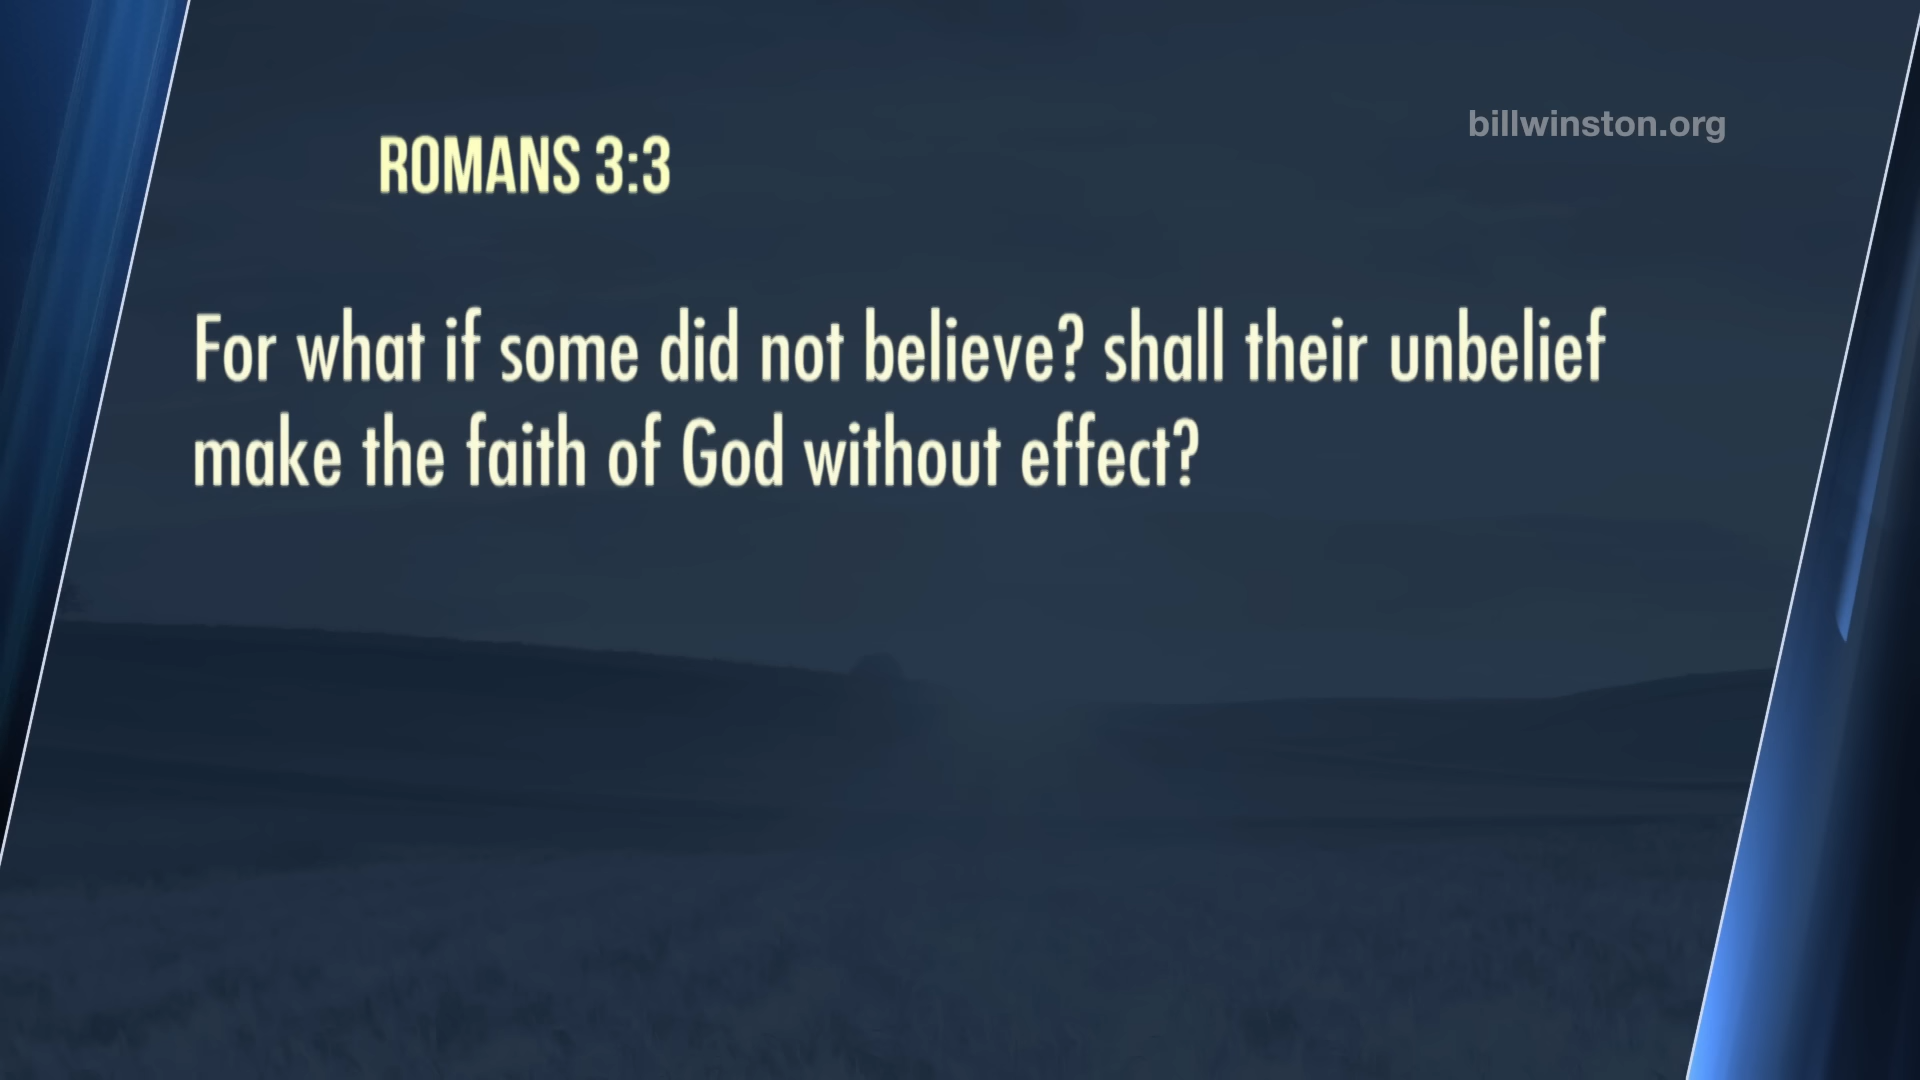 billwinston.org
ROMANS 3:3
For what if some did not believe? shall their unbelief
make the faith of God without effect?